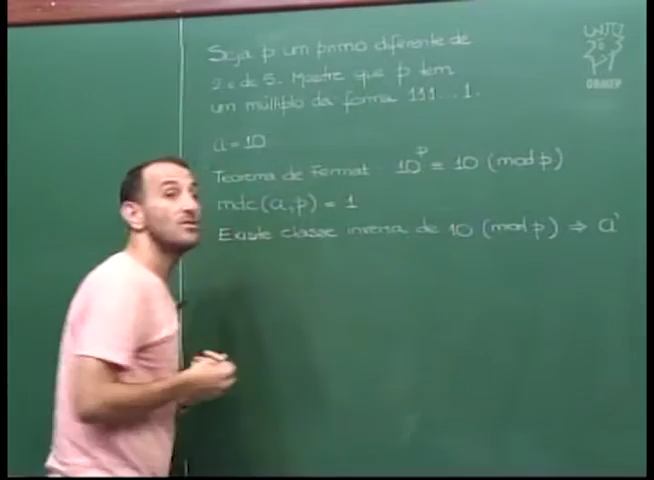 Seja p um primo diferente de
2 e de 5. Mostre que p tem
um múltiplo da forma 111...1.
a = 10
Teorema de Fermat 10^p ≡ 10 (mod p)
mdc(a, p) = 1
Existe classe inversa de 10 (mod p) ⇒ a'
OBMEP